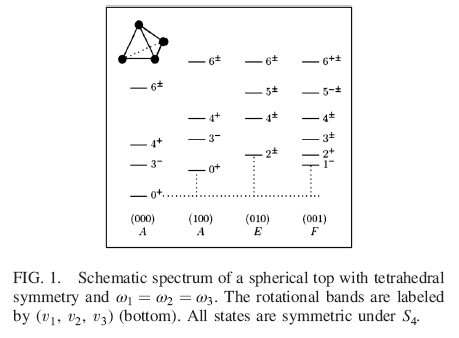 6± 6± 6⁺±
6± 5± 5⁻±
4⁺ 4± 4±
4⁺ 3⁻ 3±
3⁻ 2± 2⁺
0⁺ 1⁻
0⁺
(000) (100) (010) (001)
A A E F
FIG. 1. Schematic spectrum of a spherical top with tetrahedral
symmetry and ω₁ = ω₂ = ω₃. The rotational bands are labeled
by (v₁, v₂, v₃) (bottom). All states are symmetric under S₄.